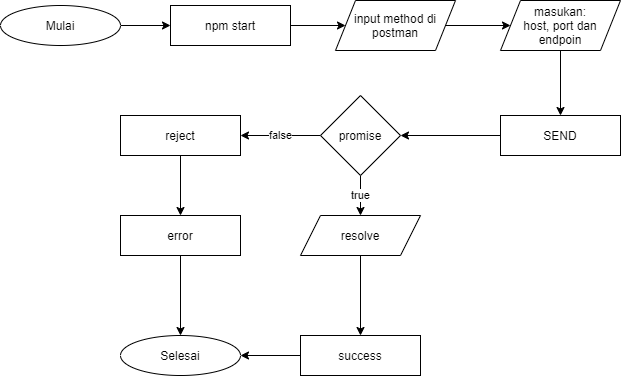 Mulai
npm start
input method di
postman
masukan:
host, port dan
endpoin
SEND
promise
false
reject
true
error
resolve
Selesai
success